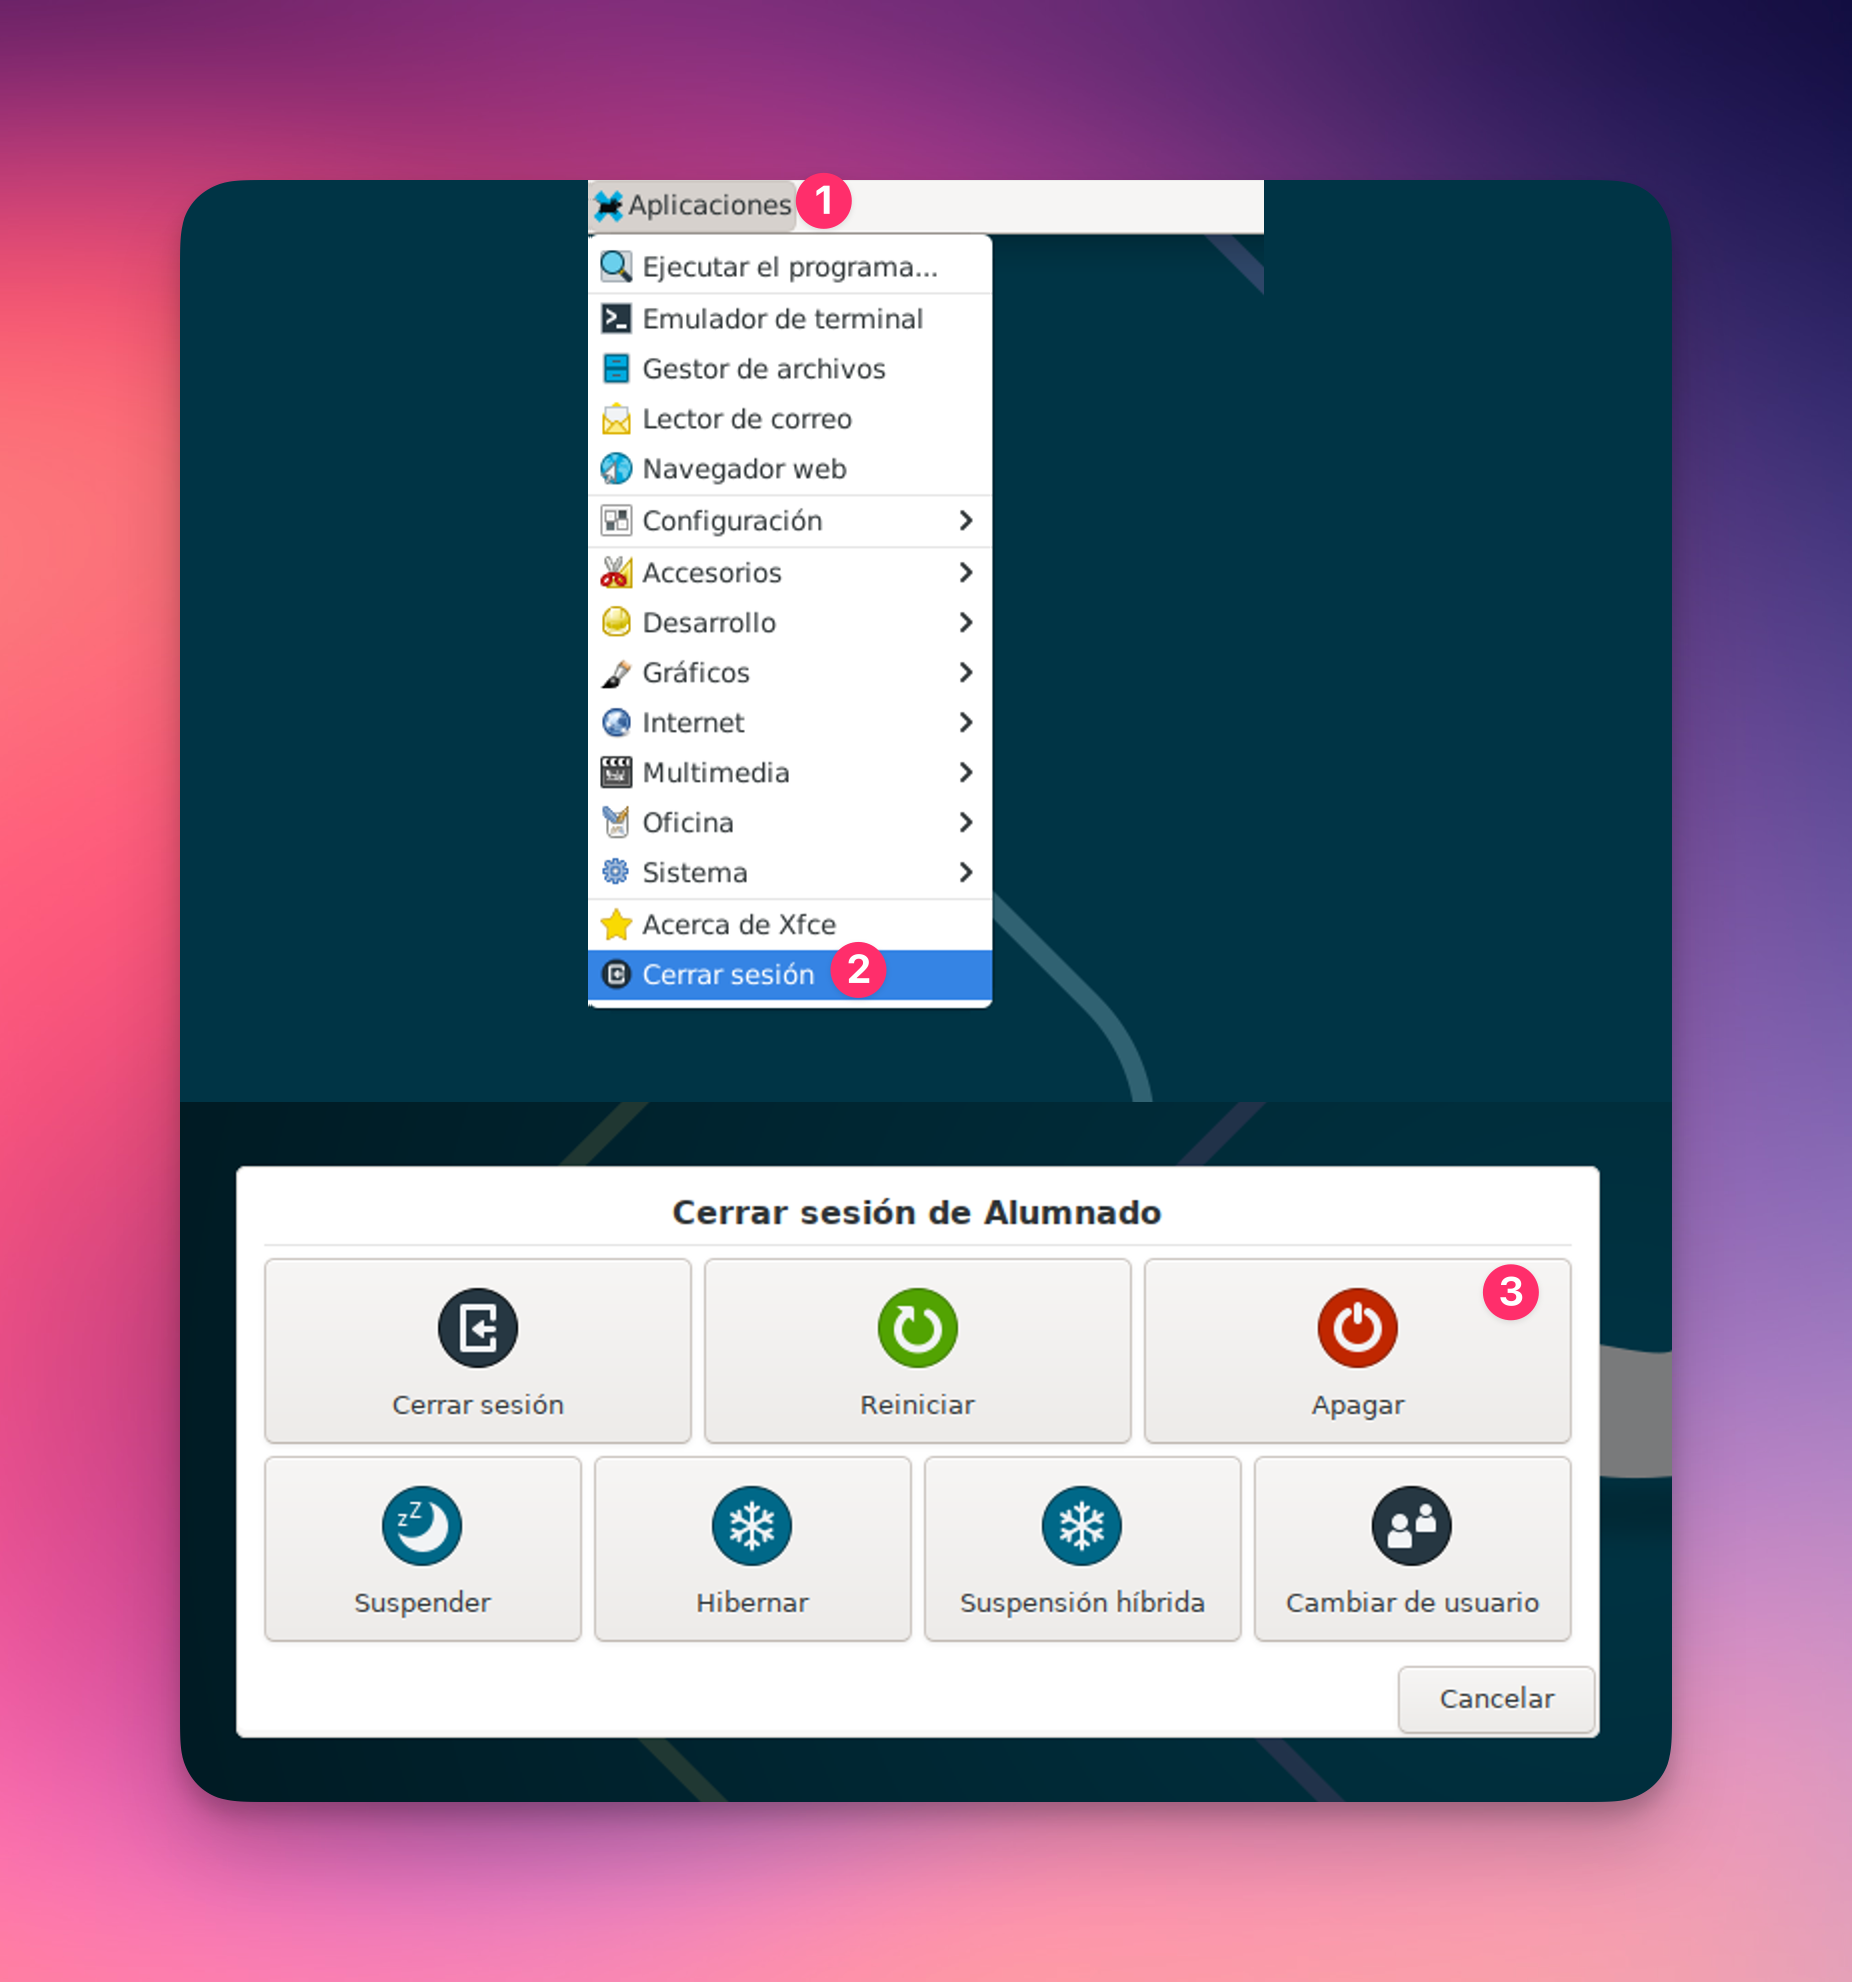 Aplicaciones 1
Ejecutar el programa...
Emulador de terminal
Gestor de archivos
Lector de correo
Navegador web
Configuración
Accesorios
Desarrollo
Gráficos
Internet
Multimedia
Oficina
Sistema
Acerca de Xfce
Cerrar sesión 2
Cerrar sesión de Alumnado
3
Cerrar sesión Reiniciar Apagar
zZ
Suspender Hibernar Suspensión híbrida Cambiar de usuario
Cancelar